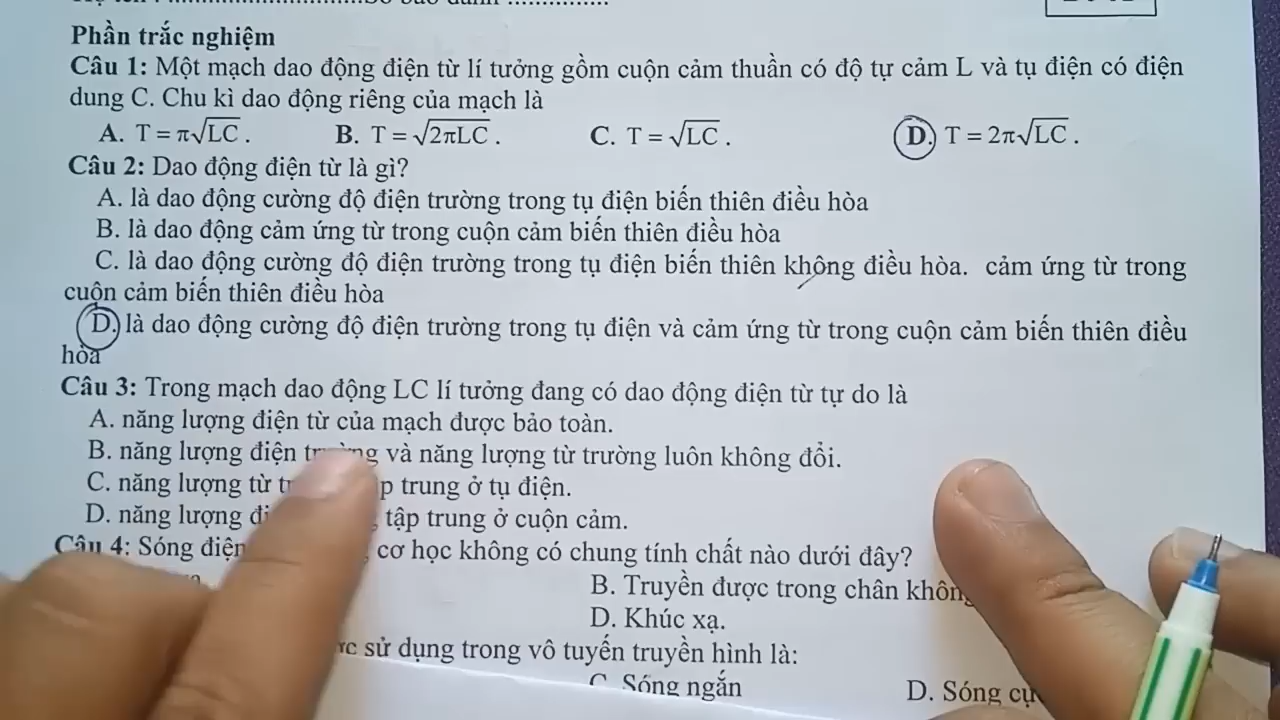 Phần trắc nghiệm
Câu 1: Một mạch dao động điện từ lí tưởng gồm cuộn cảm thuần có độ tự cảm L và tụ điện có điện
dung C. Chu kì dao động riêng của mạch là
A. T = π√LC . B. T = √2πLC . C. T = √LC . D. T = 2π√LC .
Câu 2: Dao động điện từ là gì?
A. là dao động cường độ điện trường trong tụ điện biến thiên điều hòa
B. là dao động cảm ứng từ trong cuộn cảm biến thiên điều hòa
C. là dao động cường độ điện trường trong tụ điện biến thiên không điều hòa. cảm ứng từ trong
cuộn cảm biến thiên điều hòa
D. là dao động cường độ điện trường trong tụ điện và cảm ứng từ trong cuộn cảm biến thiên điều
hòa
Câu 3: Trong mạch dao động LC lí tưởng đang có dao động điện từ tự do là
A. năng lượng điện từ của mạch được bảo toàn.
B. năng lượng điện trường và năng lượng từ trường luôn không đổi.
C. năng lượng từ trung ở tụ điện.
D. năng lượng tập trung ở cuộn cảm.
Câu 4: Sóng điện cơ học không có chung tính chất nào dưới đây?
B. Truyền được trong chân không
D. Khúc xạ.
sử dụng trong vô tuyến truyền hình là:
C. Sóng ngắn D. Sóng